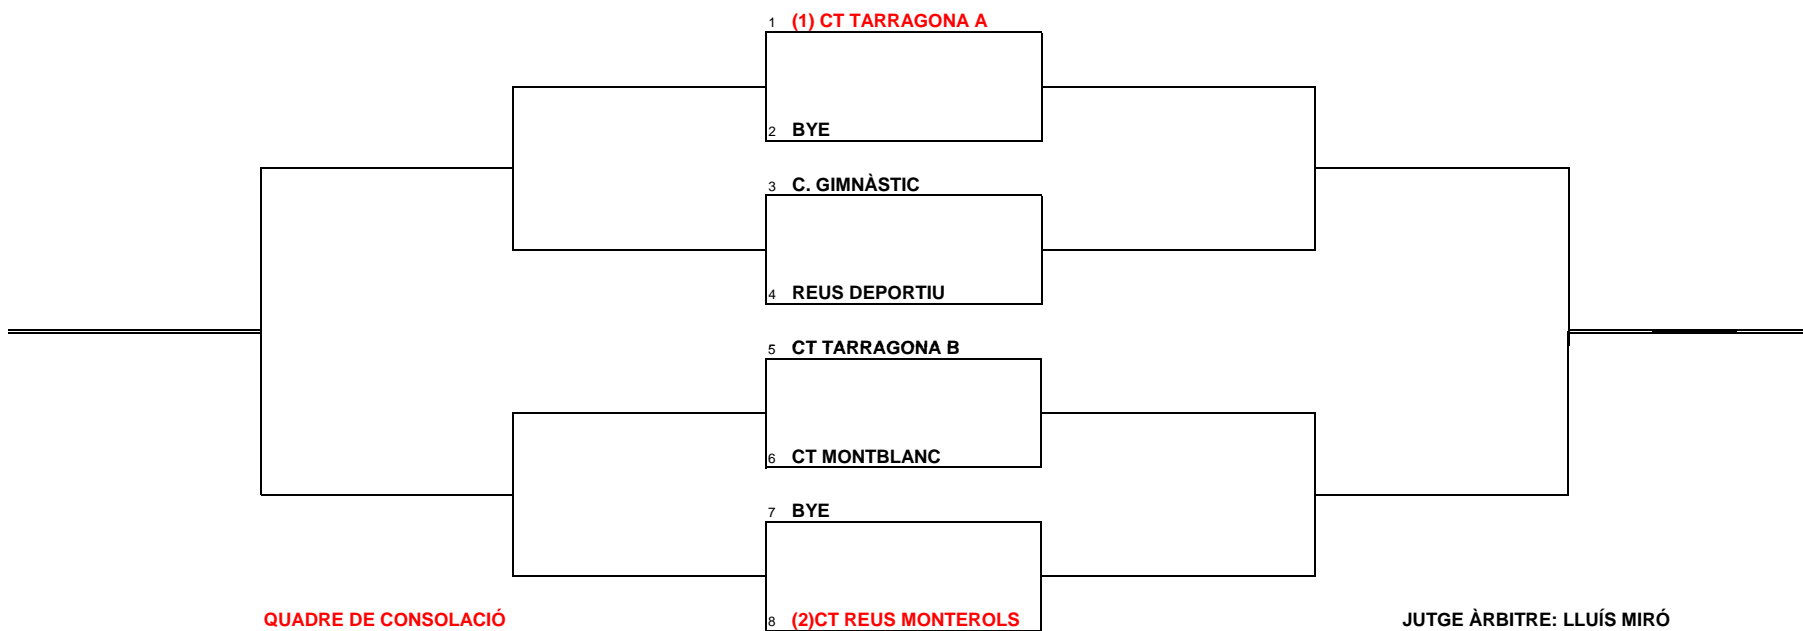 1 (1) CT TARRAGONA A
2 BYE
3 C. GIMNÀSTIC
4 REUS DEPORTIU
5 CT TARRAGONA B
6 CT MONTBLANC
7 BYE
8 (2)CT REUS MONTEROLS
QUADRE DE CONSOLACIÓ
JUTGE ÀRBITRE: LLUÍS MIRÓ